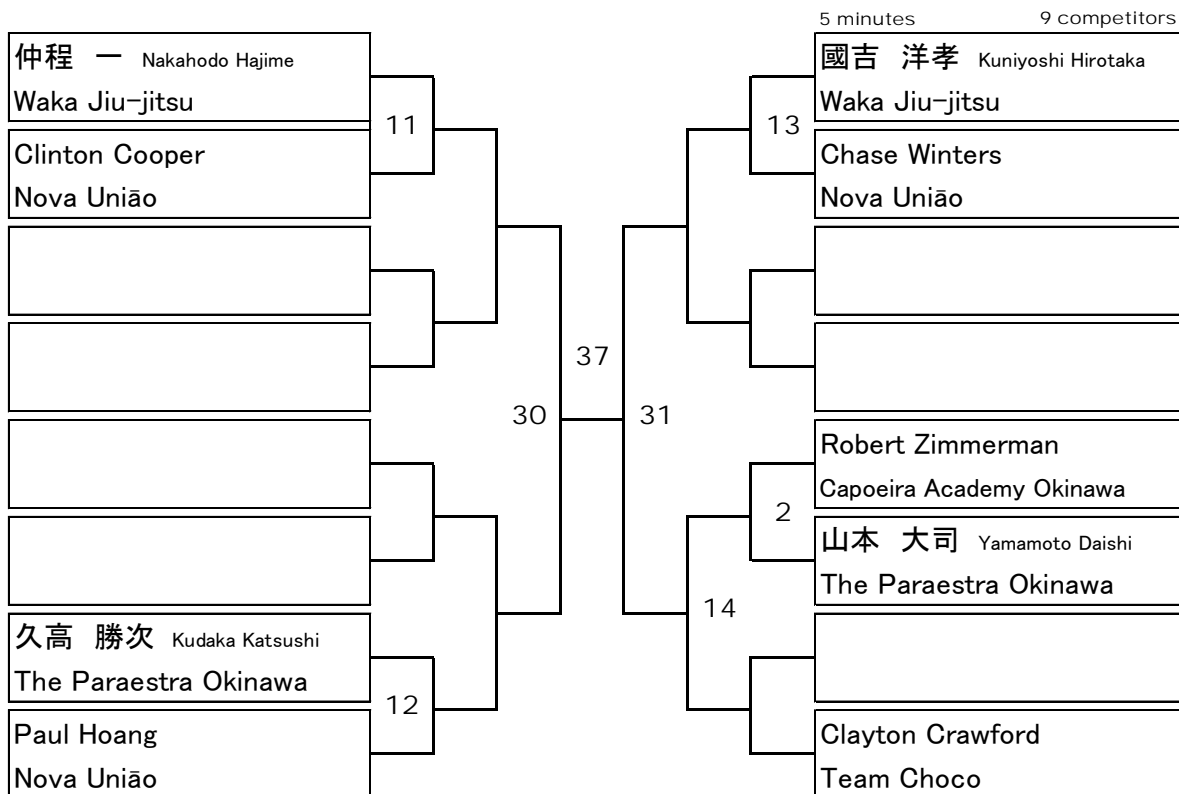 5 minutes 9 competitors
仲程 一 Nakahodo Hajime
Waka Jiu-jitsu
11
Clinton Cooper
Nova Uniāo
30
久高 勝次 Kudaka Katsushi
The Paraestra Okinawa
12
Paul Hoang
Nova Uniāo
37
國吉 洋孝 Kuniyoshi Hirotaka
Waka Jiu-jitsu
13
Chase Winters
Nova Uniāo
31
Robert Zimmerman
Capoeira Academy Okinawa
2
山本 大司 Yamamoto Daishi
The Paraestra Okinawa
14
Clayton Crawford
Team Choco